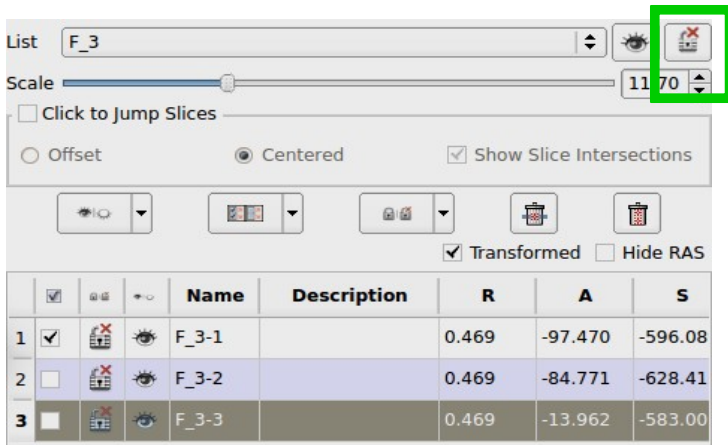 List F_3
Scale 11.70
Click to Jump Slices
Offset Centered Show Slice Intersections
Transformed Hide RAS
Name Description R A S
1 F_3-1 0.469 -97.470 -596.08
2 F_3-2 0.469 -84.771 -628.41
3 F_3-3 0.469 -13.962 -583.00